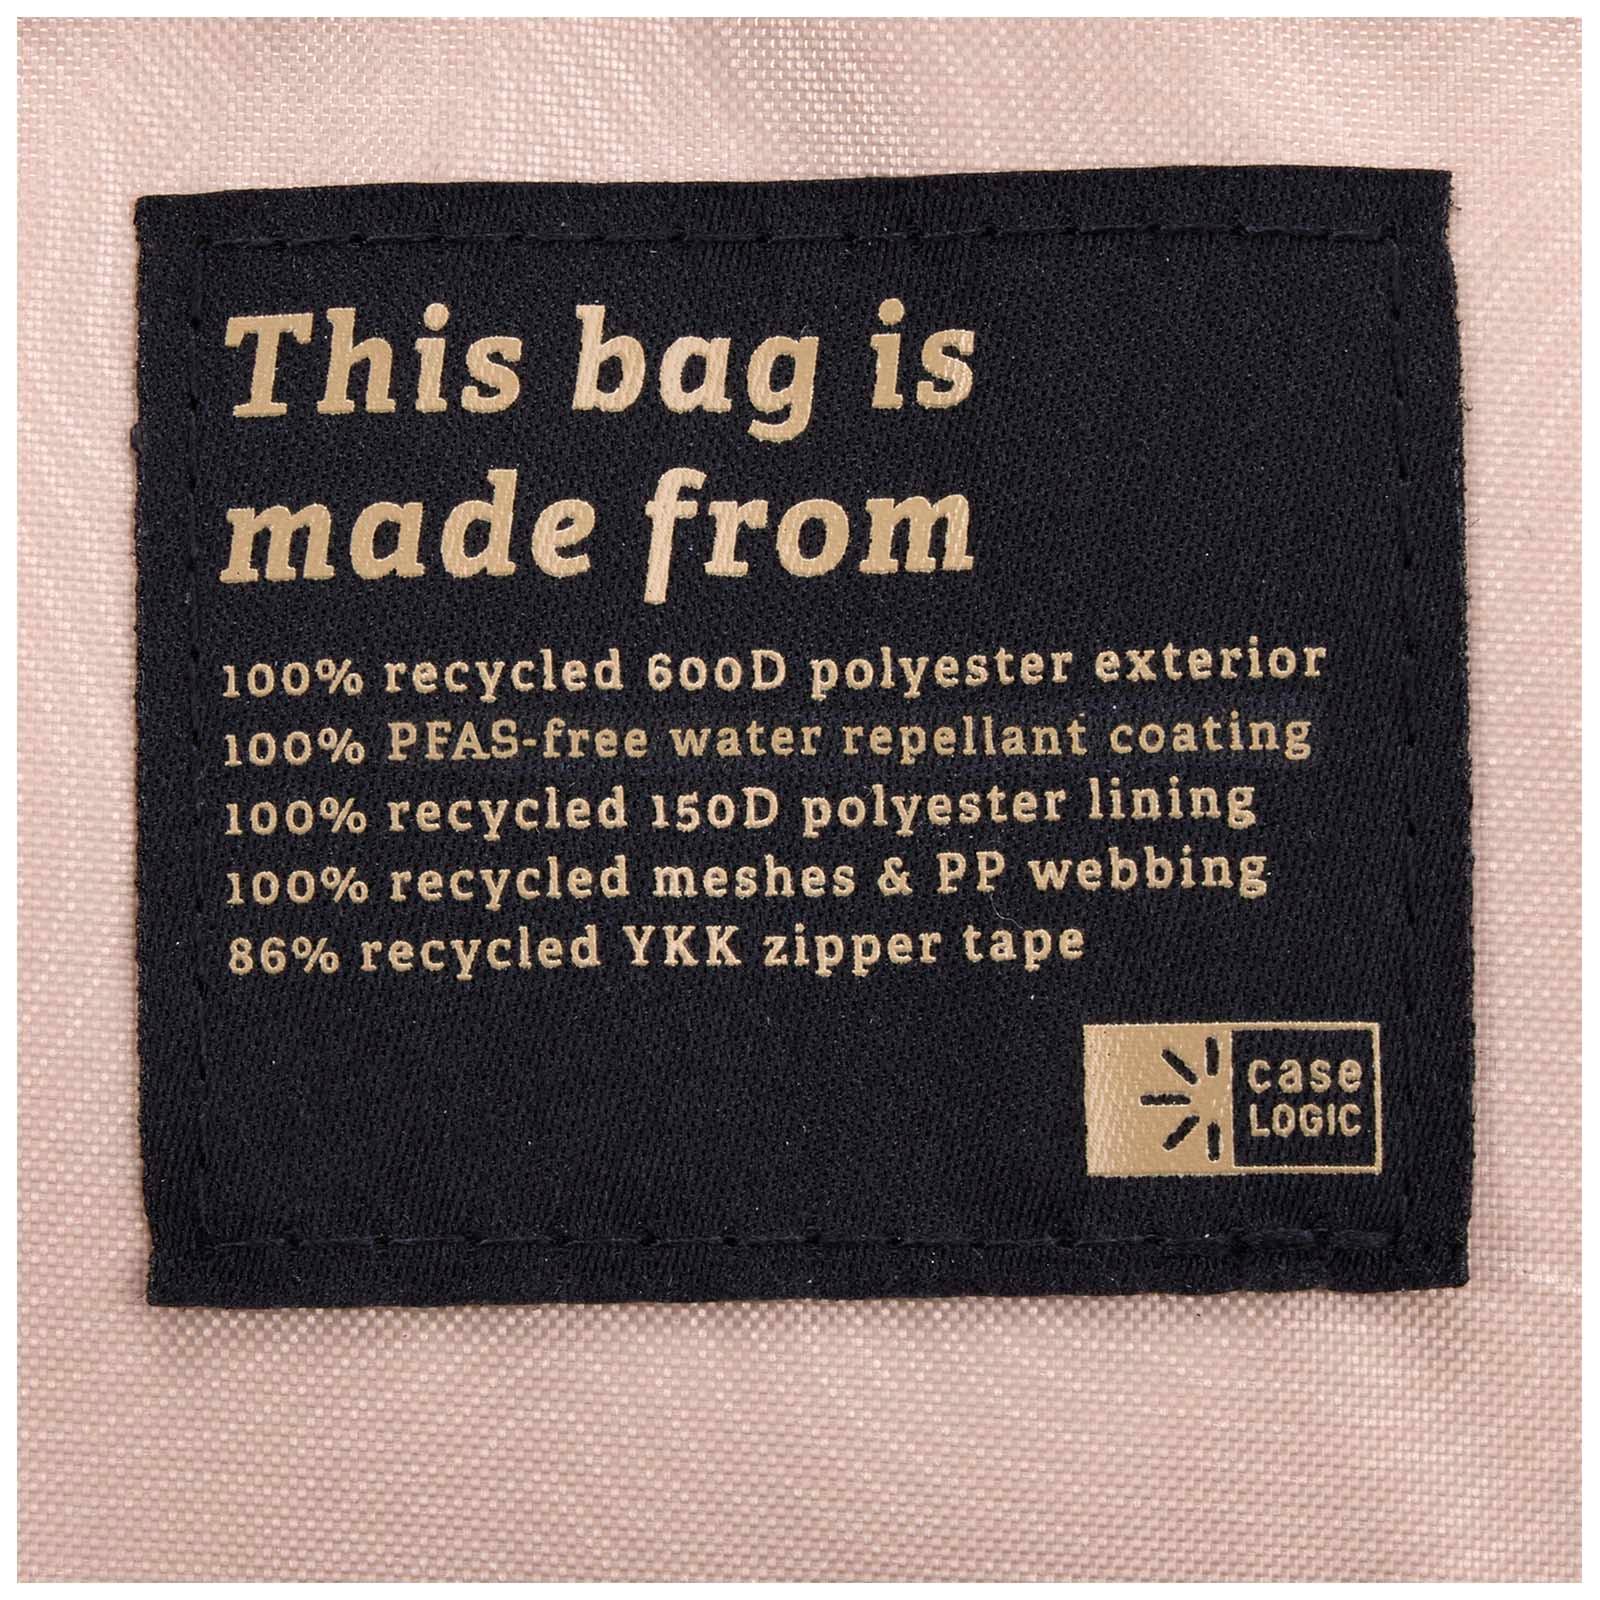 This bag is
made from
100% recycled 600D polyester exterior
100% PFAS-free water repellant coating
100% recycled 150D polyester lining
100% recycled meshes & PP webbing
86% recycled YKK zipper tape
case
LOGIC